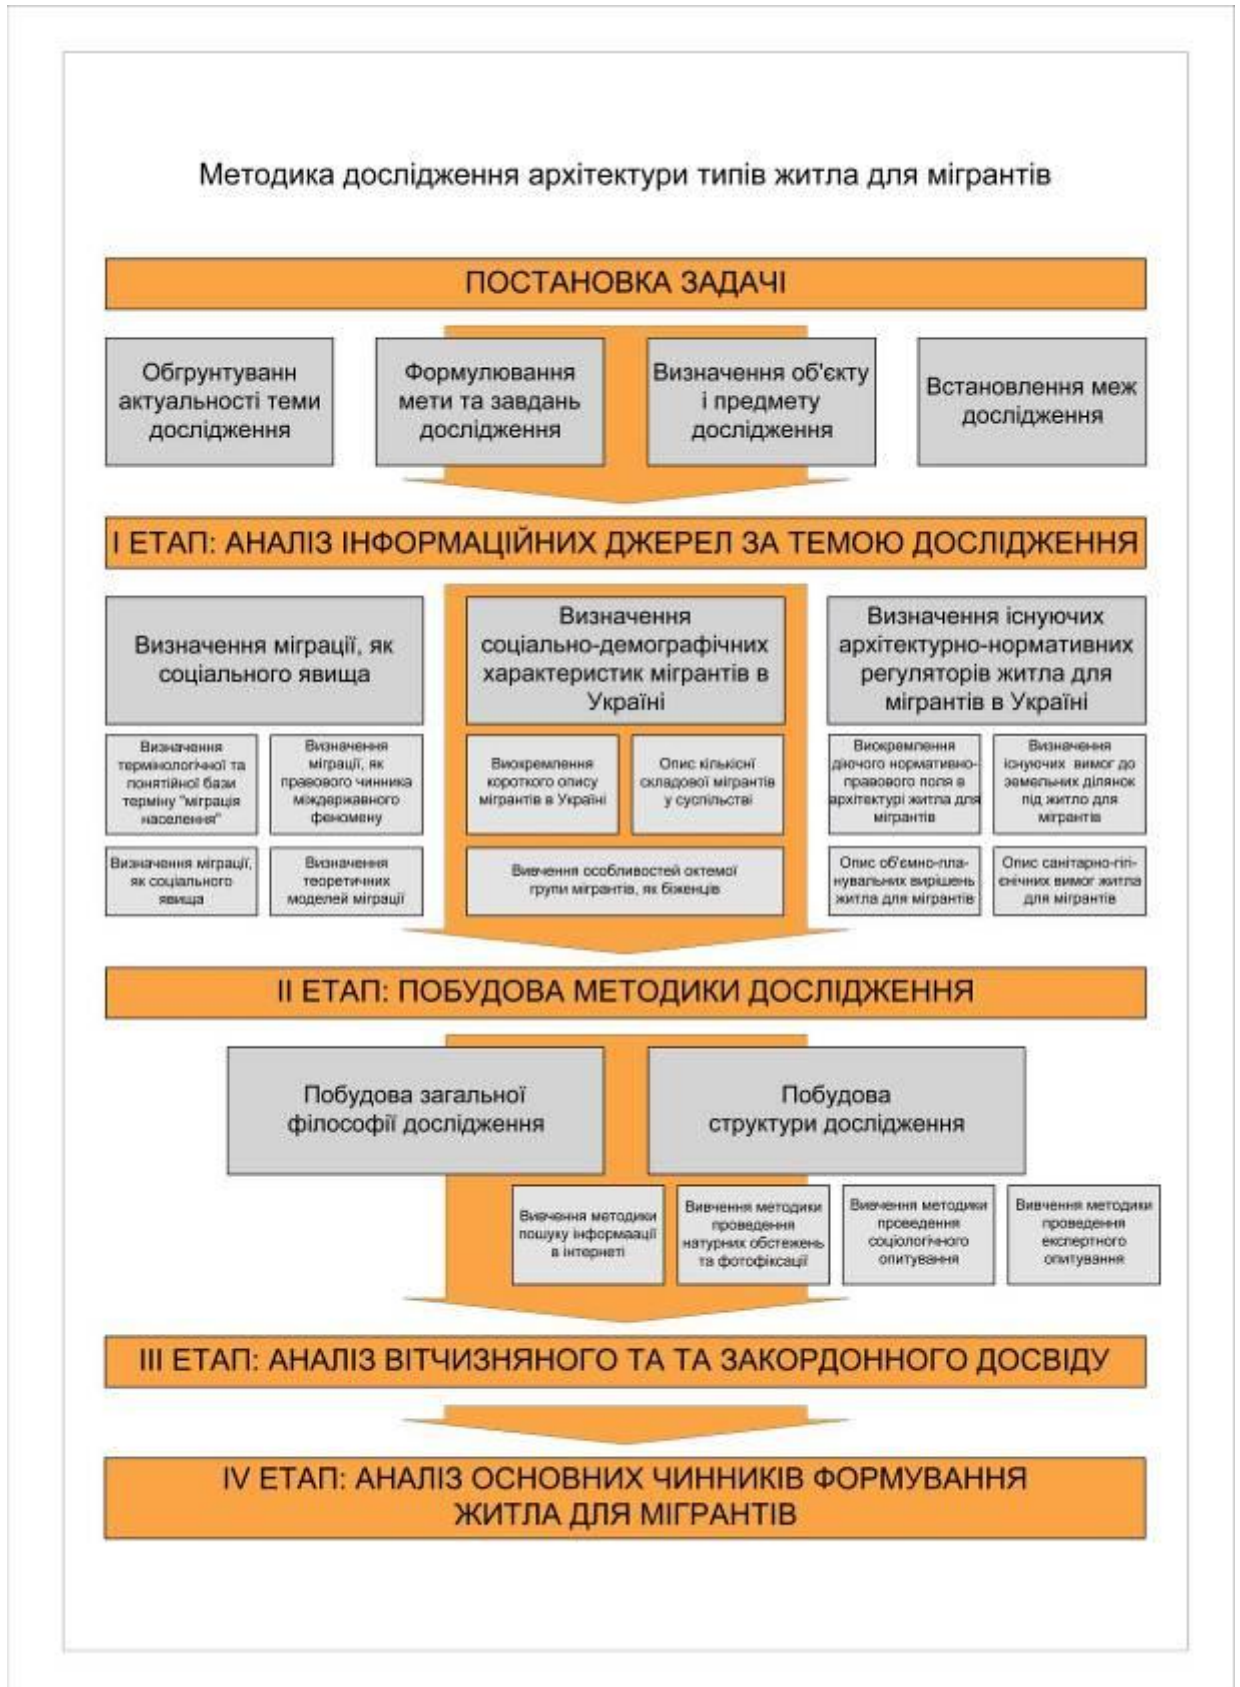 Методика дослідження архітектури типів житла для мігрантів
ПОСТАНОВКА ЗАДАЧІ
Обгрунтуванн
актуальності теми
дослідження
Формулювання
мети та завдань
дослідження
Визначення об'єкту
і предмету
дослідження
Встановлення меж
дослідження
І ЕТАП: АНАЛІЗ ІНФОРМАЦІЙНИХ ДЖЕРЕЛ ЗА ТЕМОЮ ДОСЛІДЖЕННЯ
Визначення міграції, як
соціального явища
Визначення
соціально-демографічних
характеристик мігрантів в
Україні
Визначення існуючих
архітектурно-нормативних
регуляторів житла для
мігрантів в Україні
Визначення
термінологічної та
понятійної бази
терміну "міграція
населення"
Визначення
міграції, як
правового чинника
міждержавного
феномену
Виокремлення
короткого опису
мігрантів в Україні
Опис кількісні
складової мігрантів
у суспільстві
Виокремлення
діючого нормативно-
правового поля в
архітектурі житла для
мігрантів
Визначення
існуючих вимог до
земельних ділянок
під житло для
мігрантів
Визначення міграції,
як соціального
явища
Визначення
теоретичних
моделей міграції
Вивчення особливостей октемої
групи мігрантів, як біженців
Опис об'ємно-пла-
нувальних вирішень
житла для мігрантів
Опис санітарно-гігі-
єнічних вимог житла
для мігрантів
ІІ ЕТАП: ПОБУДОВА МЕТОДИКИ ДОСЛІДЖЕННЯ
Побудова загальної
філософії дослідження
Побудова
структури дослідження
Вивчення методики
пошуку інформаації
в інтернеті
Вивчення методики
проведення
натурних обстежень
та фотофіксації
Вивчення методики
проведення
соціологічного
опитування
Вивчення методики
проведення
експертного
опитування
ІІІ ЕТАП: АНАЛІЗ ВІТЧИЗНЯНОГО ТА ТА ЗАКОРДОННОГО ДОСВІДУ
IV ЕТАП: АНАЛІЗ ОСНОВНИХ ЧИННИКІВ ФОРМУВАННЯ
ЖИТЛА ДЛЯ МІГРАНТІВ